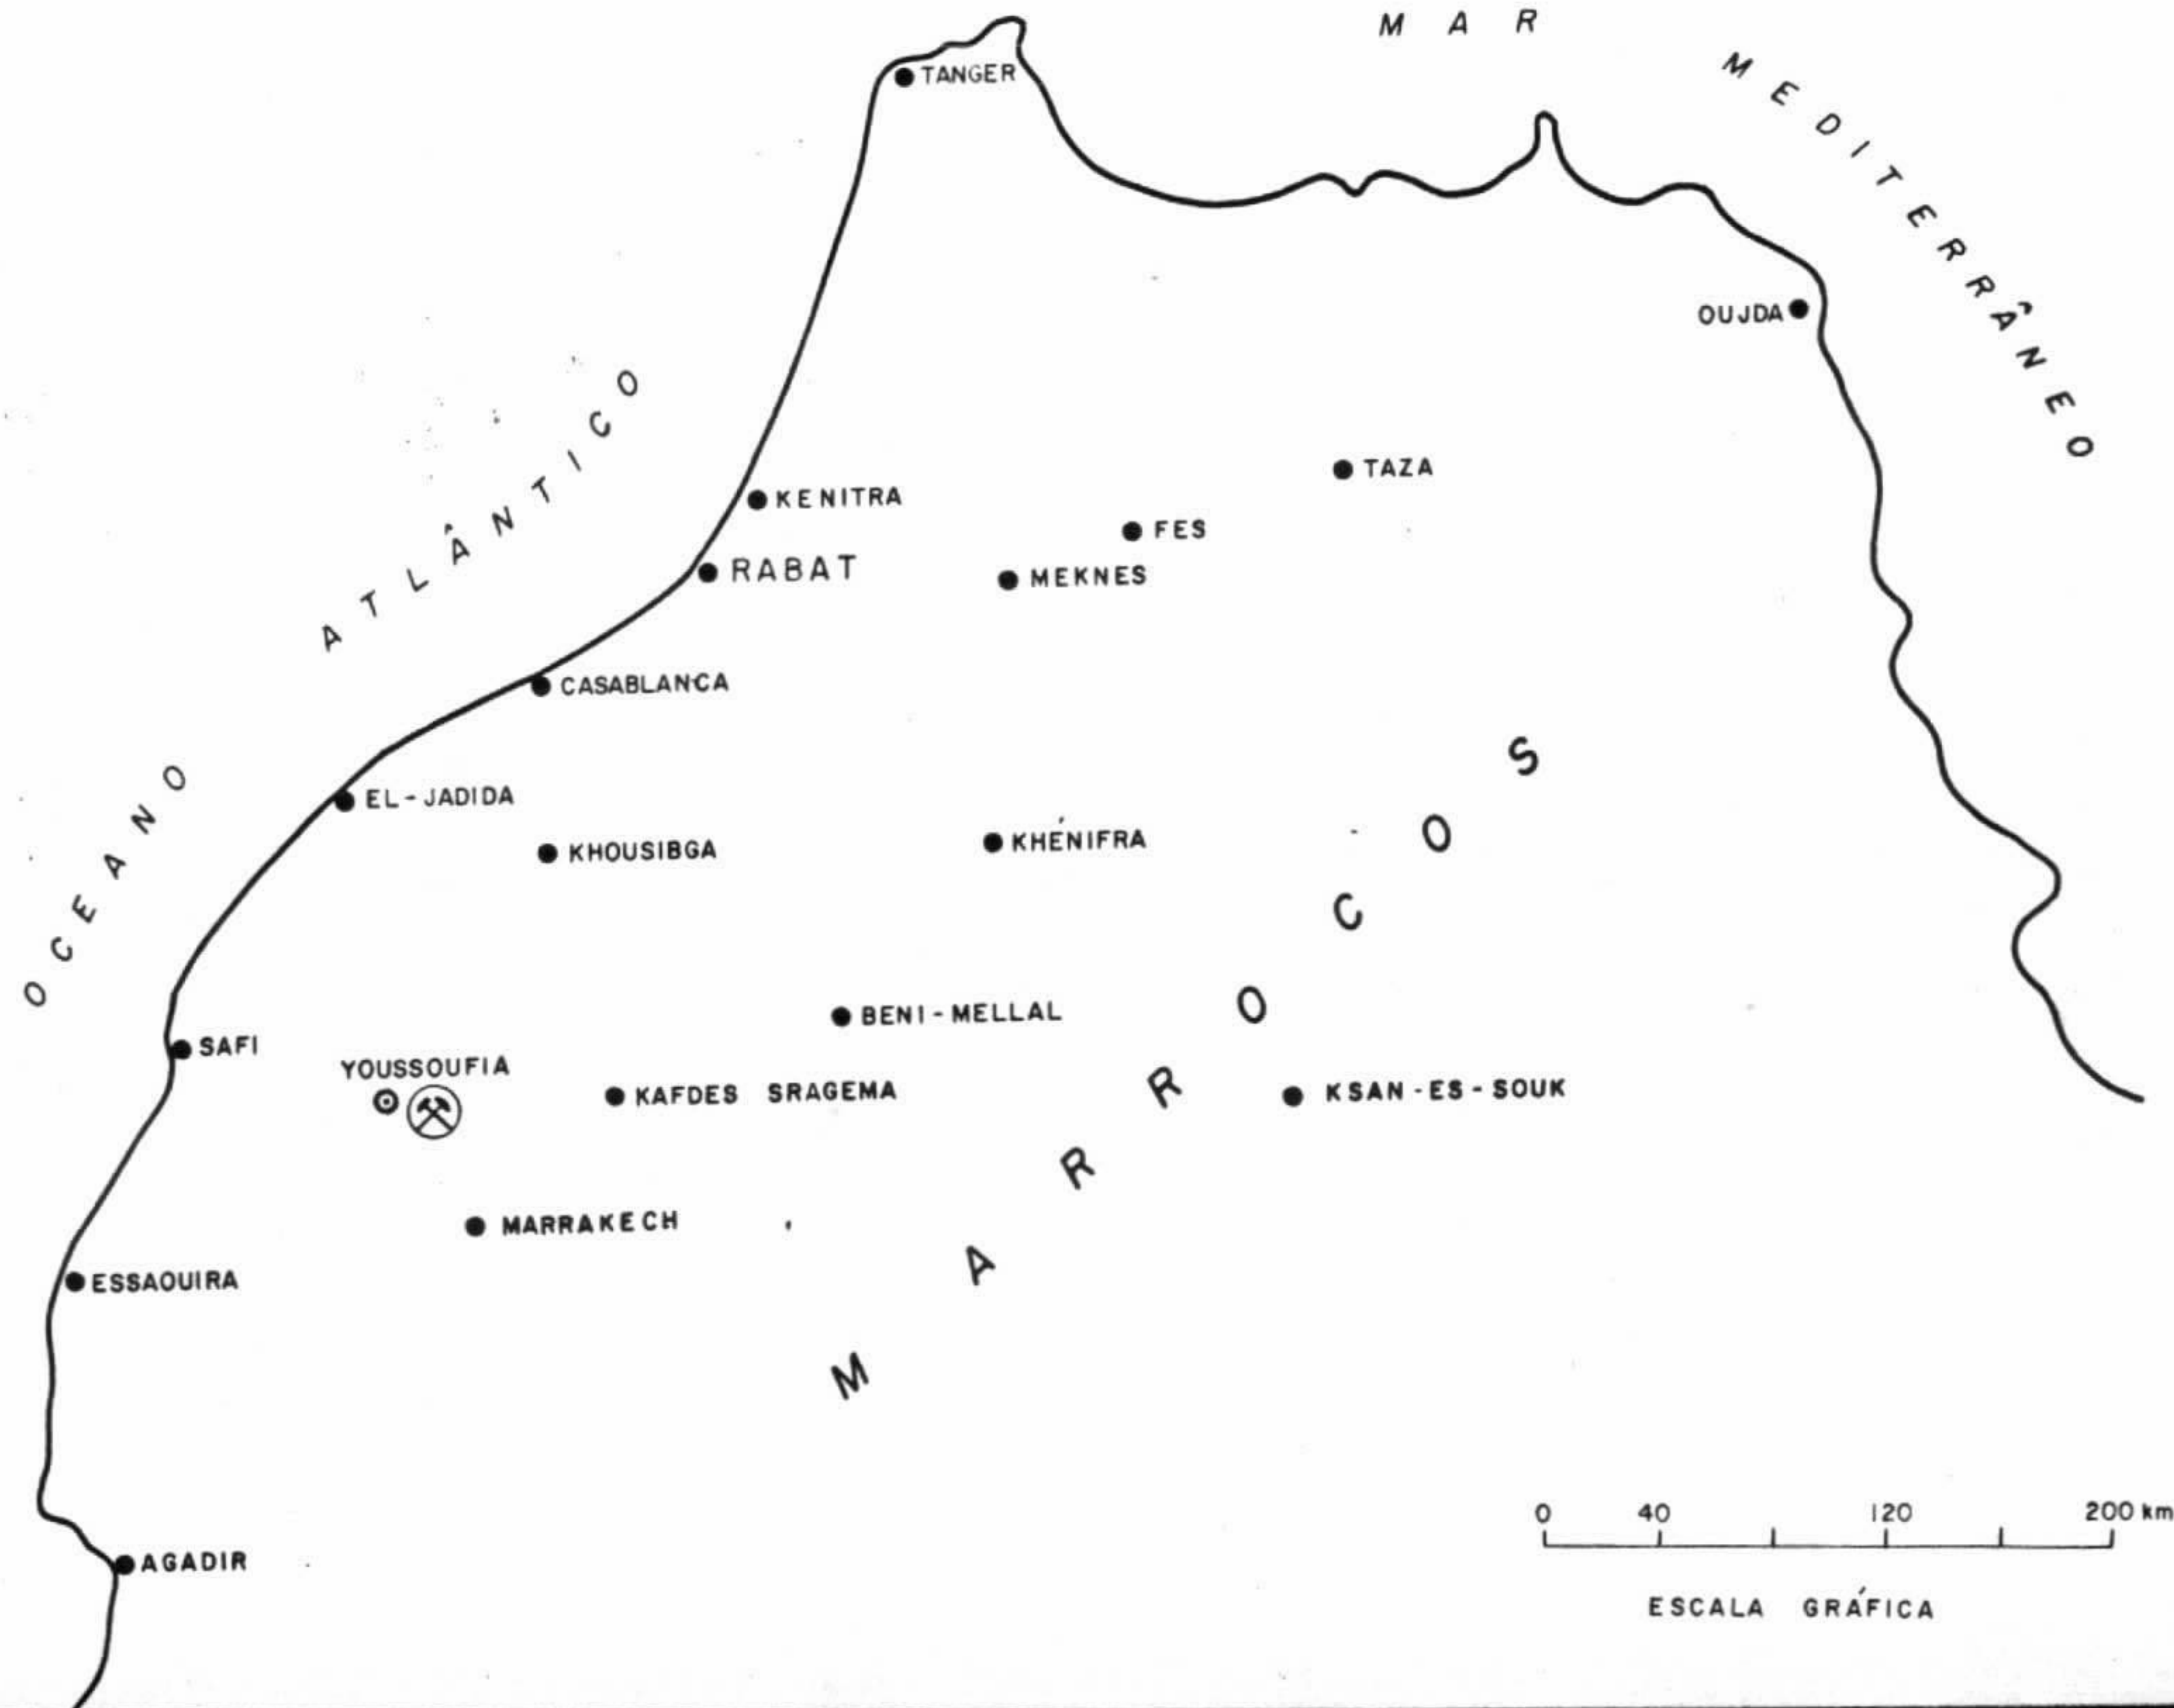 MAR MEDITERRÂNEO
TANGER
OUJDA
OCEANO ATLÂNTICO
TAZA
KENITRA
FES
RABAT
MEKNES
CASABLANCA
EL-JADIDA
KHOUSIBGA
KHÉNIFRA
MARROCOS
BENI-MELLAL
SAFI
YOUSSOUFIA
KAFDES SRAGEMA
KSAN-ES-SOUK
MARRAKECH
ESSAOUIRA
AGADIR
0 40 120 200 km
ESCALA GRÁFICA